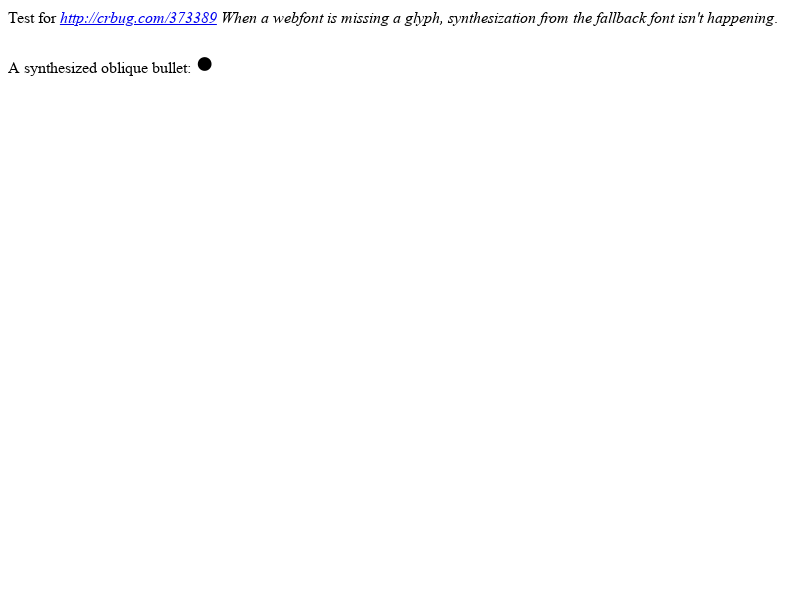 Test for http://crbug.com/373389 When a webfont is missing a glyph, synthesization from the fallback font isn't happening.
A synthesized oblique bullet: ●